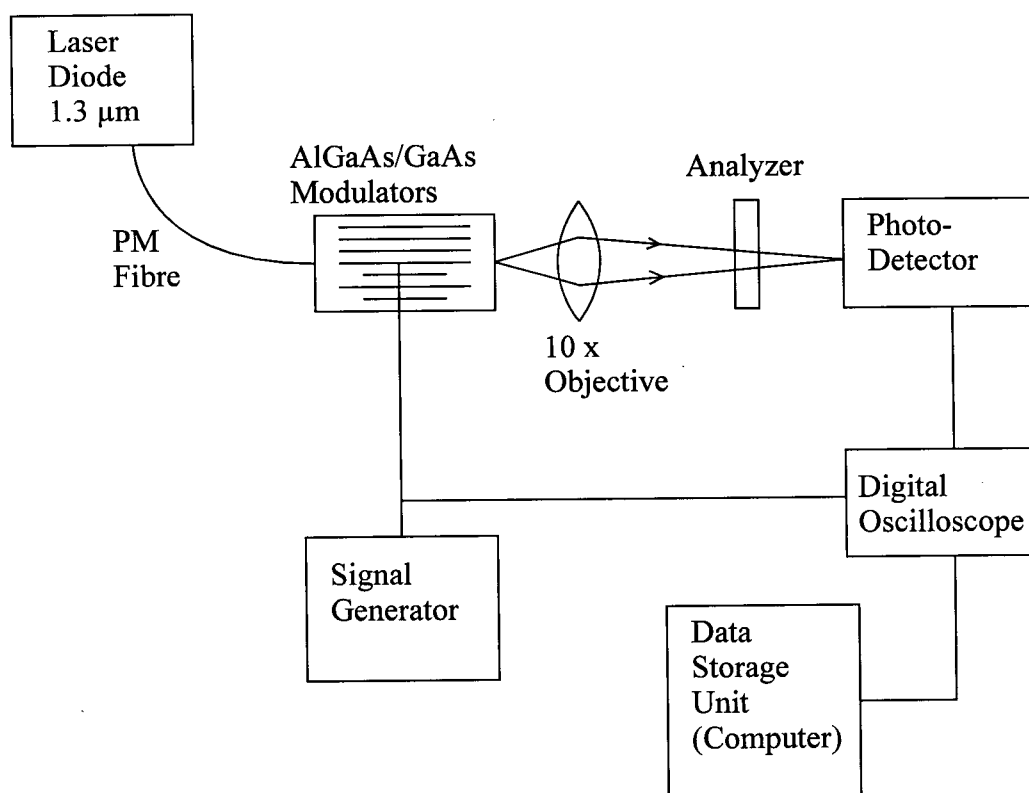 Laser
Diode
1.3 µm
AlGaAs/GaAs
Modulators
Analyzer
Photo-
Detector
PM
Fibre
10 x
Objective
Digital
Oscilloscope
Signal
Generator
Data
Storage
Unit
(Computer)